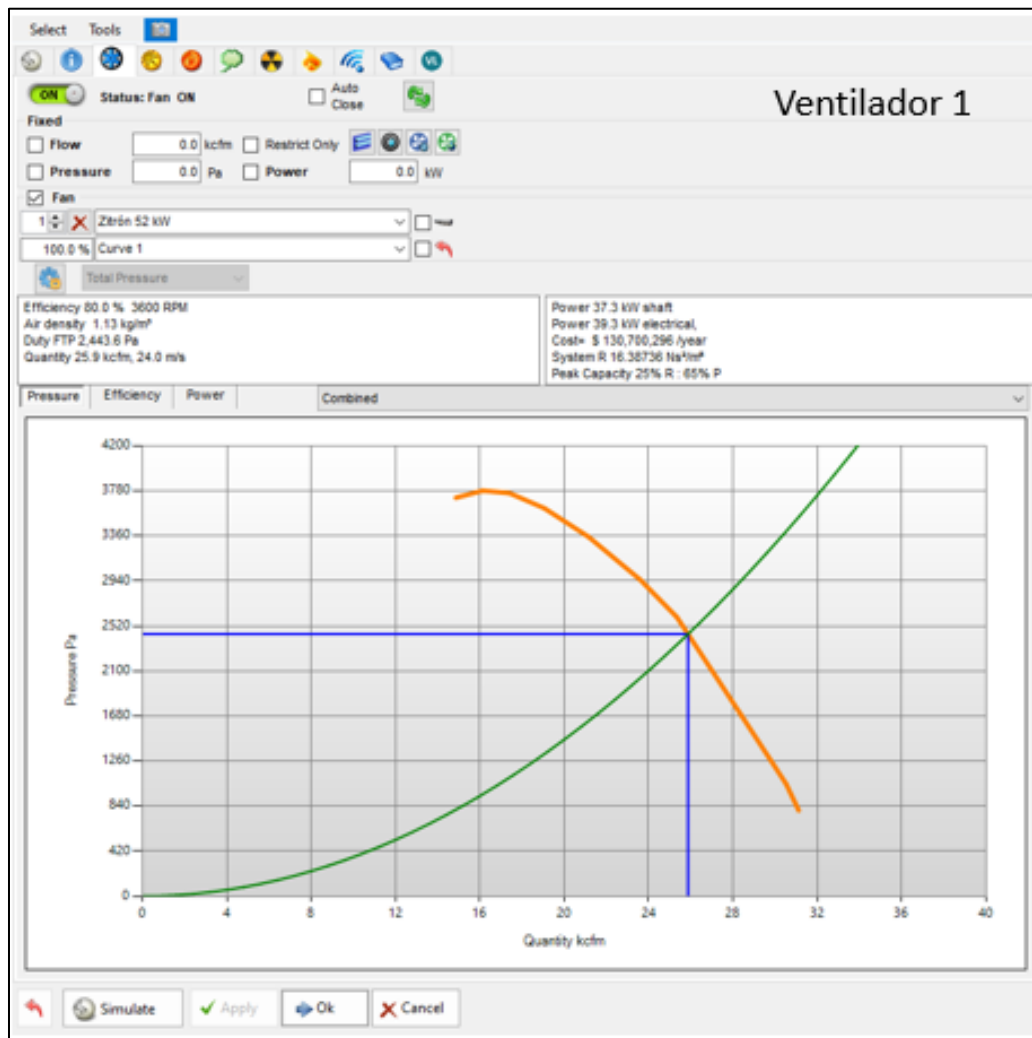 Select Tools
VL
ON Status: Fan ON Auto Close
Ventilador 1
Fixed
Flow 0.0 kcfm Restrict Only
Pressure 0.0 Pa Power 0.0 kW
Fan
1 Zitrón 52 kW
100.0 % Curve 1
Total Pressure
Efficiency 80.0 % 3600 RPM
Air density 1.13 kg/m³
Duty FTP 2,443.6 Pa
Quantity 25.9 kcfm, 24.0 m/s
Power 37.3 kW shaft
Power 39.3 kW electrical,
Cost= $ 130,700,296 /year
System R 16.38736 Ns²/m⁸
Peak Capacity 25% R : 65% P
Pressure Efficiency Power Combined
4200
3780
3360
2940
2520
2100
1680
1260
840
420
0
Pressure Pa
0 4 8 12 16 20 24 28 32 36 40
Quantity kcfm
Simulate Apply Ok Cancel